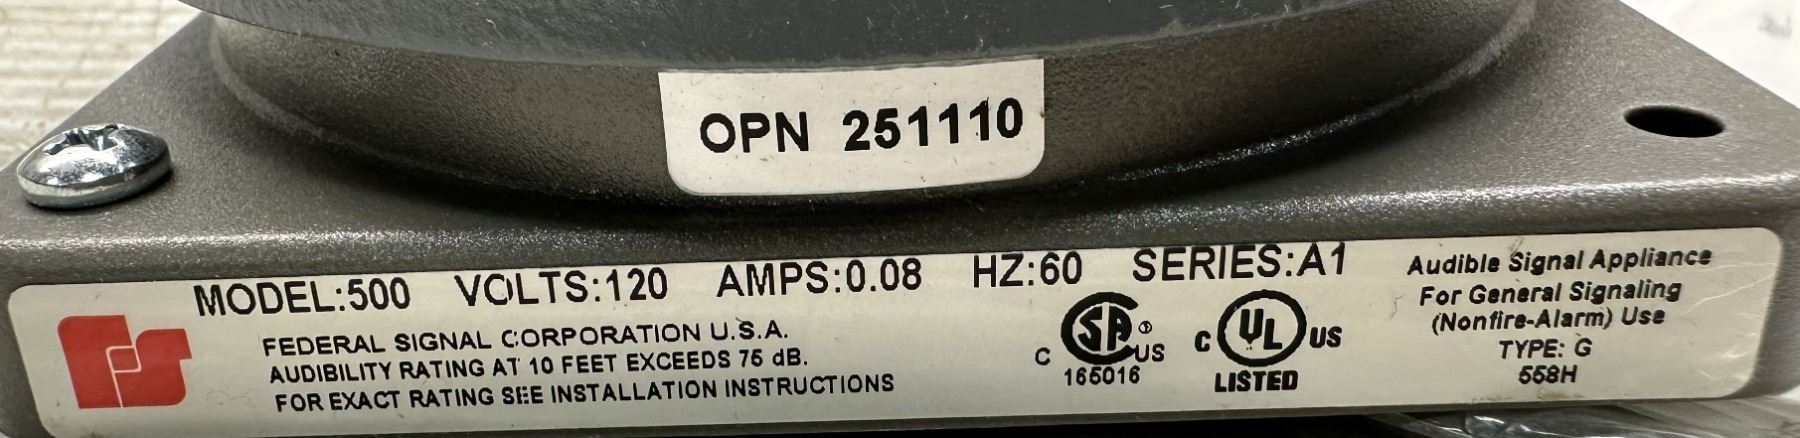 OPN 251110
MODEL:500 VOLTS:120 AMPS:0.08 HZ:60 SERIES:A1
FEDERAL SIGNAL CORPORATION U.S.A.
AUDIBILITY RATING AT 10 FEET EXCEEDS 75 dB.
FOR EXACT RATING SEE INSTALLATION INSTRUCTIONS
C SA ® US
165016
C UL US
LISTED
Audible Signal Appliance
For General Signaling
(Nonfire-Alarm) Use
TYPE: G
558H